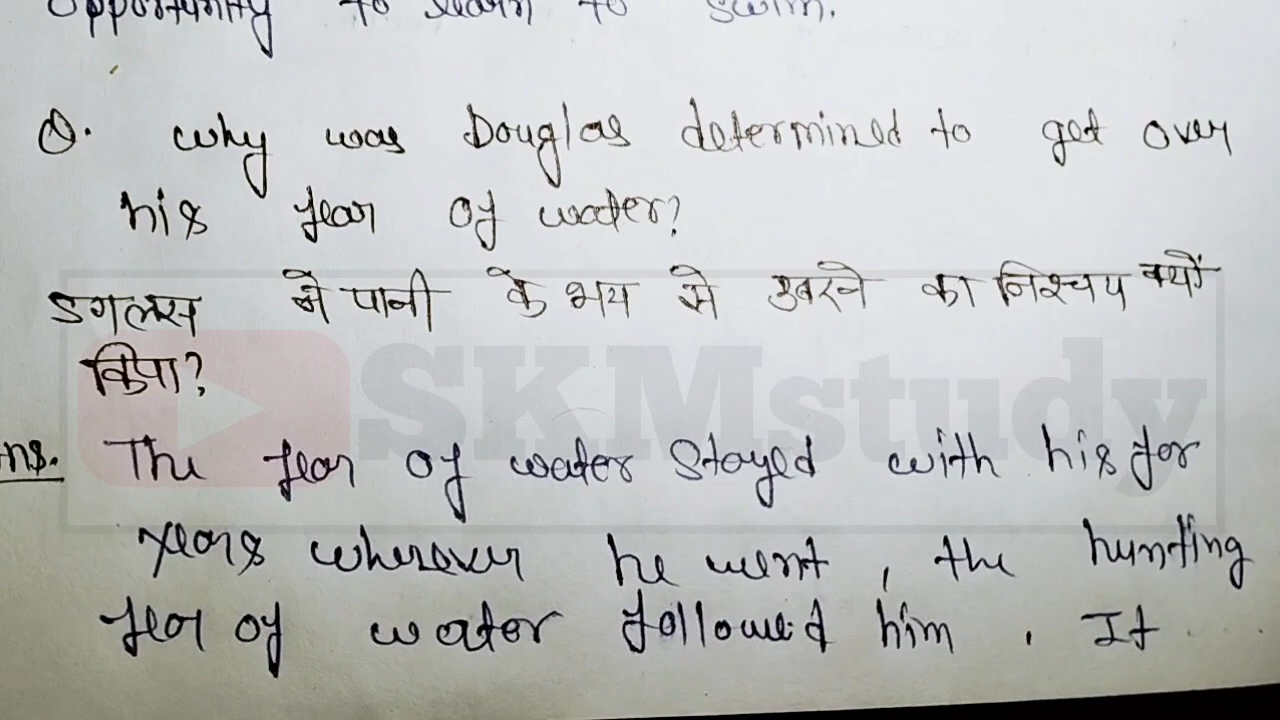 opportunity to learn to swim.
Q. Why was Douglas determined to get over
his fear of water?
डगलस ने पानी के भय से उबरने का निश्चय क्यों
किया?
SKMstudy
ns. The fear of water stayed with his for
years wherever he went, the hunting
fear of water followed him. It